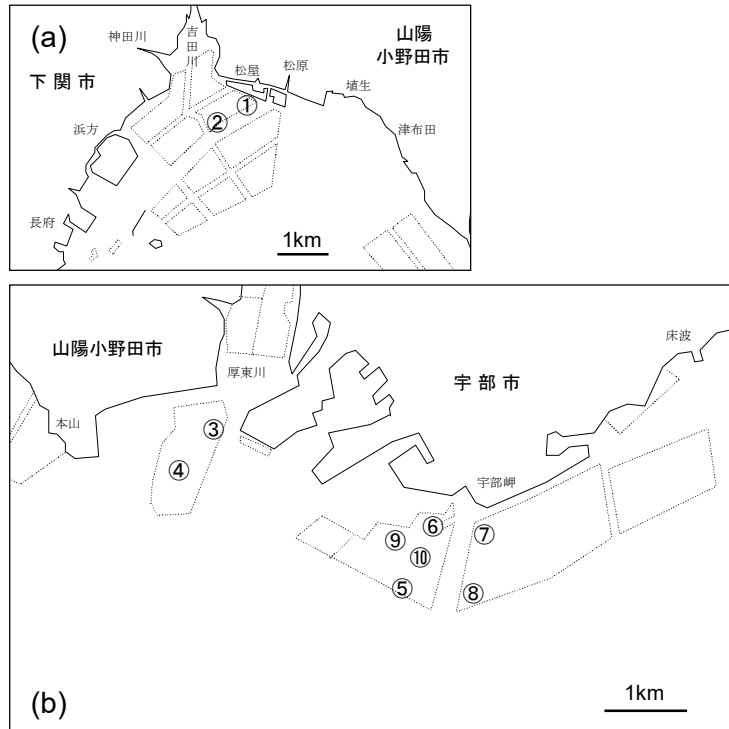 (a)
神田川
吉田川
松屋
松原
山陽
小野田市
下関市
埴生
①
②
浜方
津布田
長府
1km
床波
山陽小野田市
厚東川
宇部市
本山
③
④
宇部岬
⑥
⑦
⑨
⑩
⑤
⑧
1km
(b)